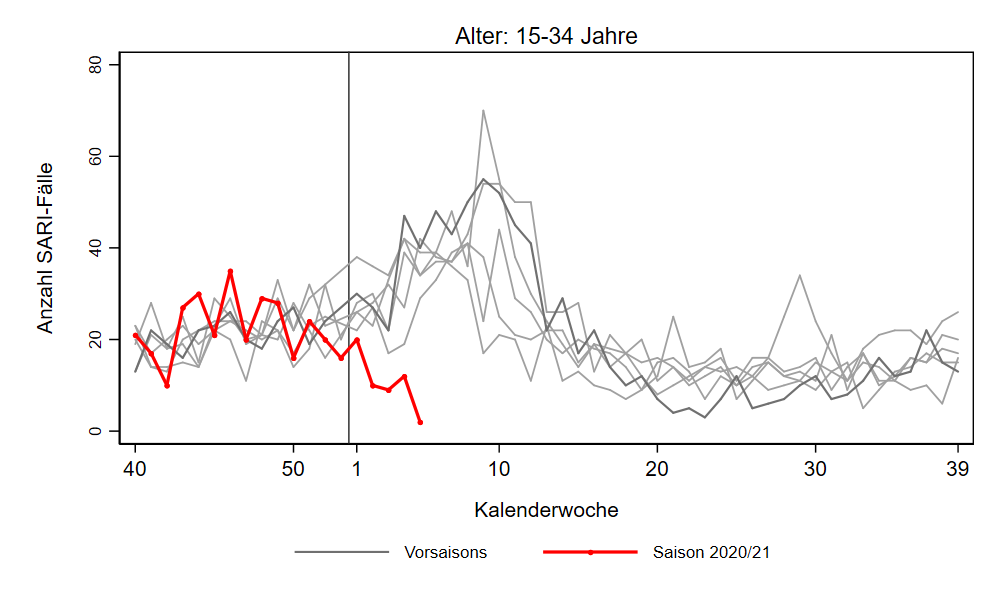 Alter: 15-34 Jahre
Anzahl SARI-Fälle
80
60
40
20
0
40 50 1 10 20 30 39
Kalenderwoche
Vorsaisons Saison 2020/21